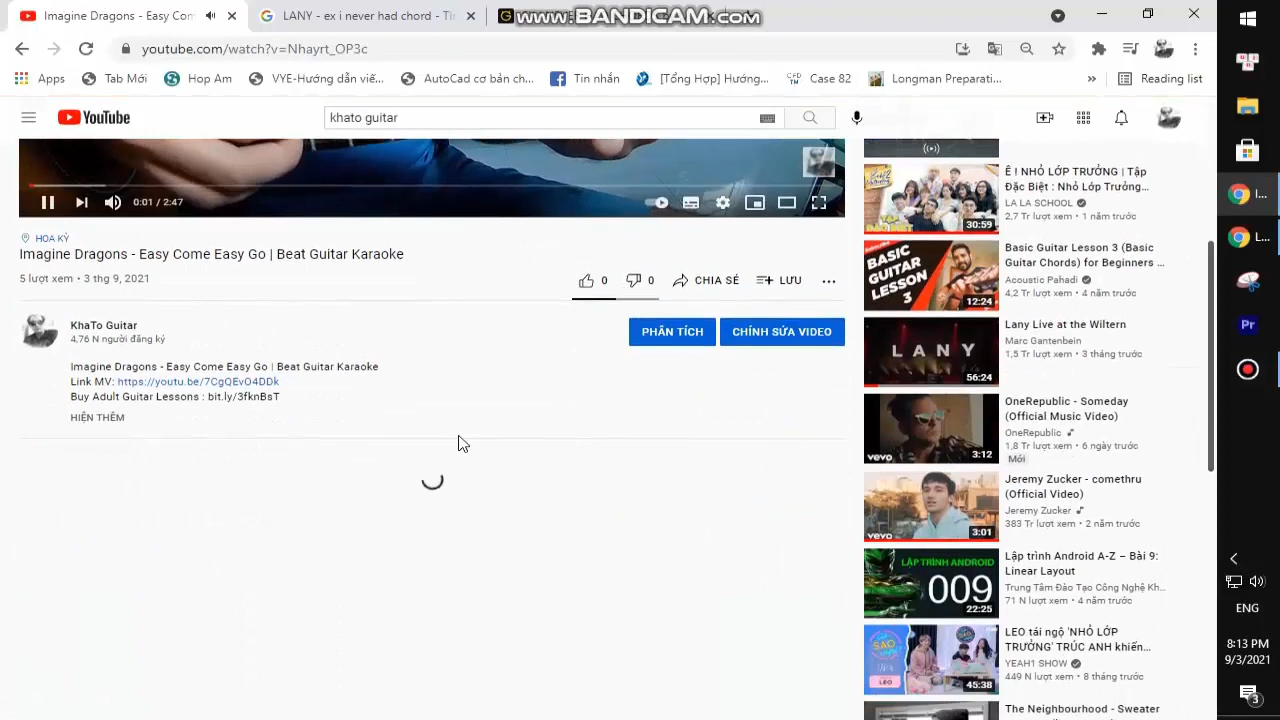 Imagine Dragons - Easy Com
LANY - ex i never had chord - Ti
www.BANDICAM.com
youtube.com/watch?v=Nhayrt_OP3c
Apps
Tab Mới
Hop Am
VYE-Hướng dẫn viế...
AutoCad cơ bản ch...
Tin nhắn
[Tổng Hợp] Hướng...
Case 82
Longman Preparati...
»
Reading list
YouTube
khato guitar
0:01 / 2:47
HOA KỲ
Imagine Dragons - Easy Come Easy Go | Beat Guitar Karaoke
5 lượt xem • 3 thg 9, 2021
0
0
CHIA SẺ
LƯU
KhaTo Guitar
4,76 N người đăng ký
PHÂN TÍCH
CHỈNH SỬA VIDEO
Imagine Dragons - Easy Come Easy Go | Beat Guitar Karaoke
Link MV: https://youtu.be/7CgQEvO4DDk
Buy Adult Guitar Lessons : bit.ly/3fknBsT
HIỆN THÊM
Ê ! NHỎ LỚP TRƯỞNG | Tập
Đặc Biệt : Nhỏ Lớp Trưởng...
LA LA SCHOOL
2,7 Tr lượt xem • 1 năm trước
30:59
BASIC
GUITAR
LESSON
3
12:24
Basic Guitar Lesson 3 (Basic
Guitar Chords) for Beginners ...
Acoustic Pahadi
4,2 Tr lượt xem • 4 năm trước
LANY
56:24
Lany Live at the Wiltern
Marc Gantenbein
1,5 Tr lượt xem • 3 tháng trước
vevo
3:12
OneRepublic - Someday
(Official Music Video)
OneRepublic
1,8 Tr lượt xem • 6 ngày trước
Mới
vevo
3:01
Jeremy Zucker - comethru
(Official Video)
Jeremy Zucker
383 Tr lượt xem • 2 năm trước
LẬP TRÌNH ANDROID
009
22:25
Lập trình Android A-Z – Bài 9:
Linear Layout
Trung Tâm Đào Tạo Công Nghệ Kh...
71 N lượt xem • 4 năm trước
SAO
LEO
45:38
LEO tái ngộ 'NHỎ LỚP
TRƯỞNG' TRÚC ANH khiến...
YEAH1 SHOW
449 N lượt xem • 8 tháng trước
The Neighbourhood - Sweater
I...
L...
Pr
ENG
8:13 PM
9/3/2021
3